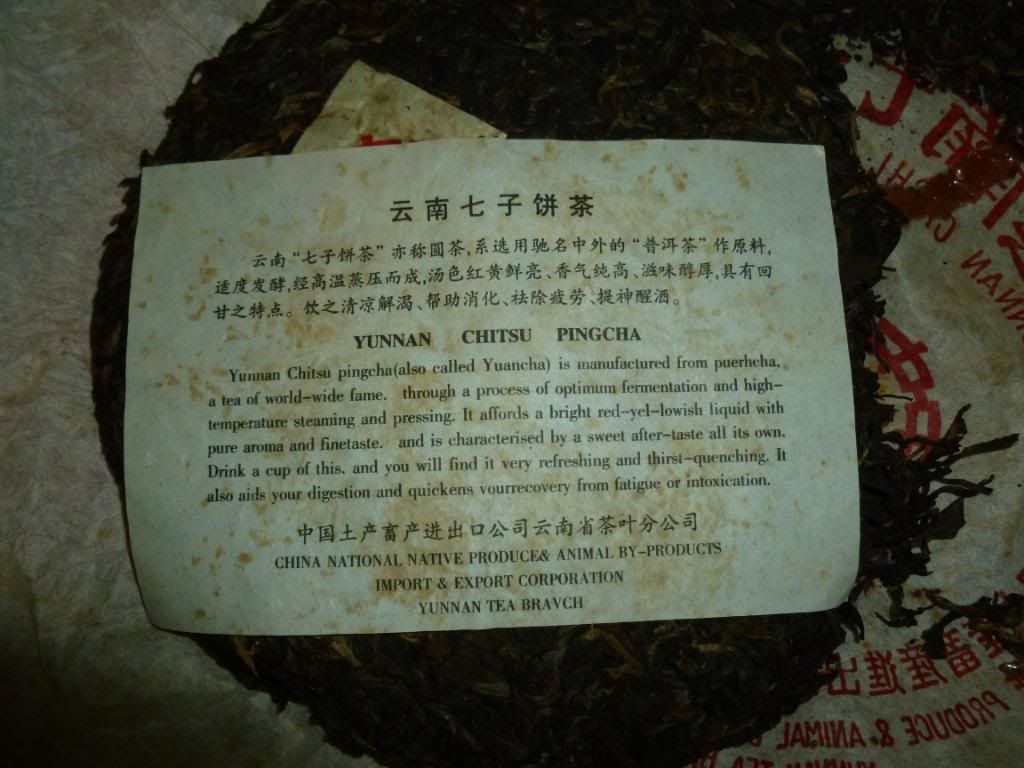 云南七子饼茶
云南“七子饼茶”亦称圆茶,系选用驰名中外的“普洱茶”作原料,
适度发酵,经高温蒸压而成,汤色红黄鲜亮、香气纯高、滋味醇厚,具有回
甘之特点。饮之清凉解渴、帮助消化、祛除疲劳、提神醒酒。
YUNNAN CHITSU PINGCHA
Yunnan Chitsu pingcha(also called Yuancha) is manufactured from puerhcha,
a tea of world-wide fame. through a process of optimum fermentation and high-
temperature steaming and pressing. It affords a bright red-yel-lowish liquid with
pure aroma and finetaste. and is characterised by a sweet after-taste all its own.
Drink a cup of this. and you will find it very refreshing and thirst-quenching. It
also aids your digestion and quickens vourrecovery from fatigue or intoxication.
中国土产畜产进出口公司云南省茶叶分公司
CHINA NATIONAL NATIVE PRODUCE& ANIMAL BY-PRODUCTS
IMPORT & EXPORT CORPORATION
YUNNAN TEA BRAVCH
畜產進出
PRODUCE & ANIMAL